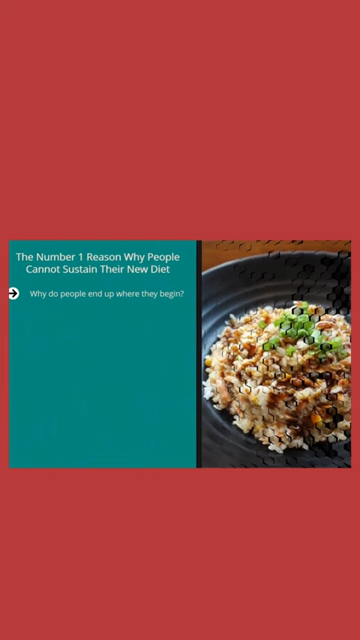 The Number 1 Reason Why People
Cannot Sustain Their New Diet
Why do people end up where they begin?